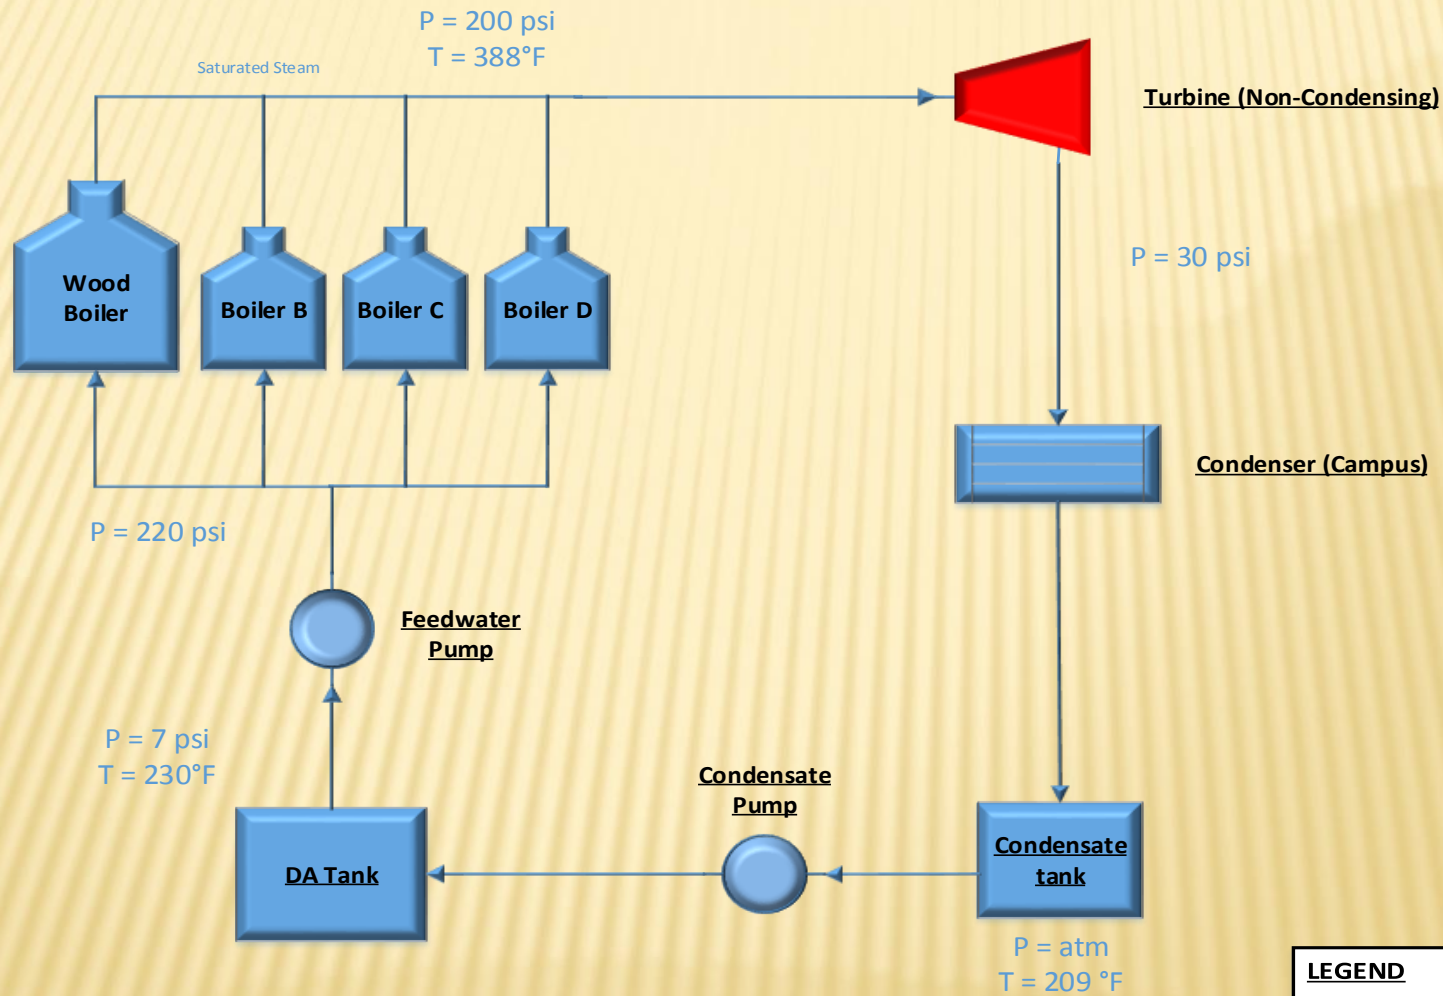 P = 200 psi
T = 388°F
Saturated Steam
Turbine (Non-Condensing)
Wood
Boiler
Boiler B
Boiler C
Boiler D
P = 30 psi
Condenser (Campus)
P = 220 psi
Feedwater
Pump
P = 7 psi
T = 230°F
Condensate
Pump
DA Tank
Condensate
tank
P = atm
T = 209 °F
LEGEND